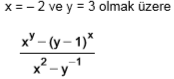 x = – 2 ve y = 3 olmak üzere
x^y – (y – 1)^x
x^2 – y^–1